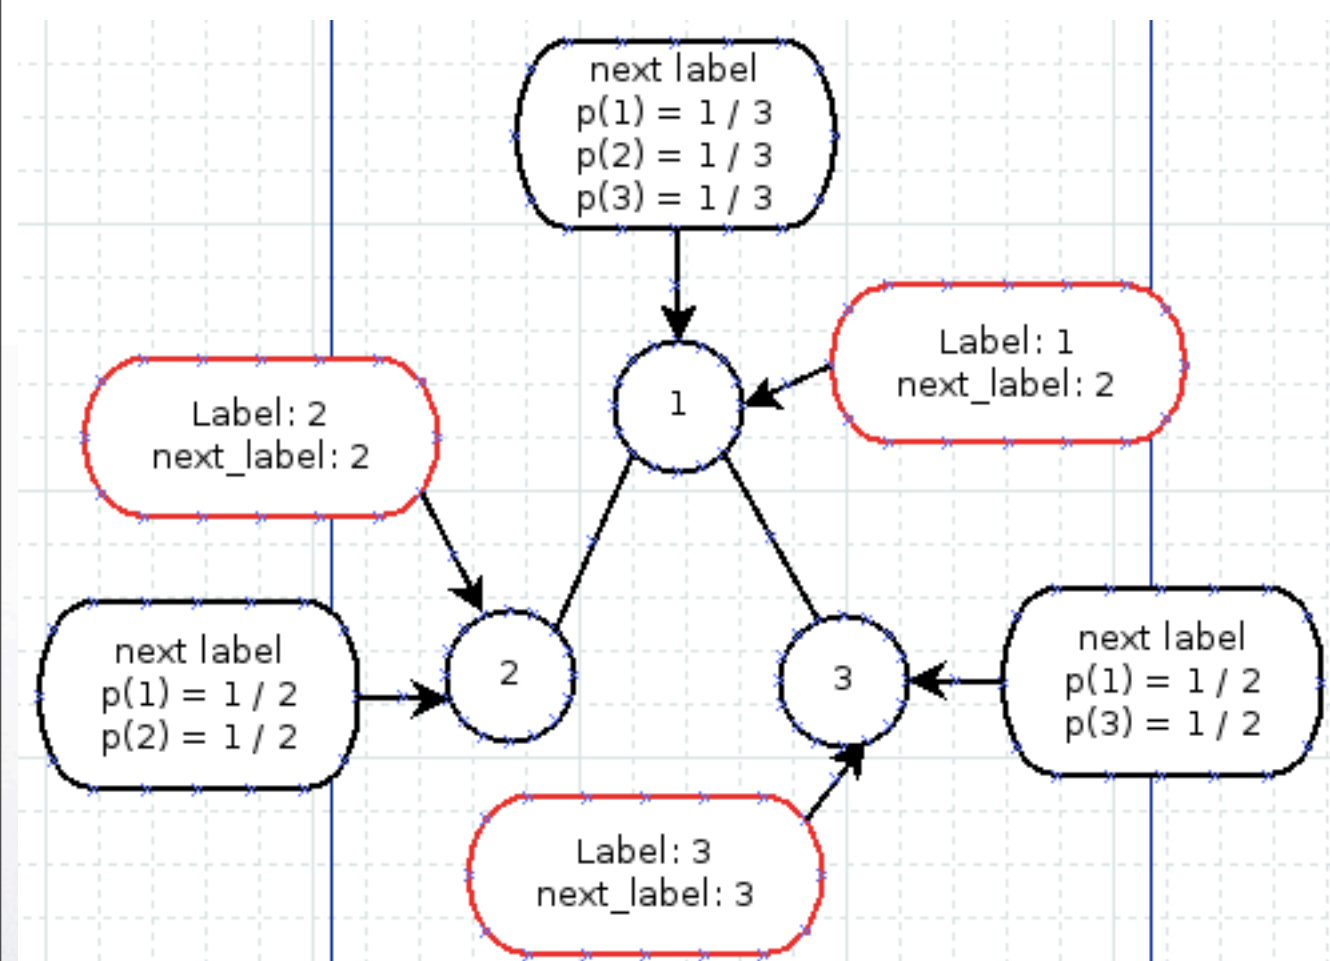 next label
p(1) = 1 / 3
p(2) = 1 / 3
p(3) = 1 / 3
Label: 1
next_label: 2
1
Label: 2
next_label: 2
next label
p(1) = 1 / 2
p(2) = 1 / 2
2
3
next label
p(1) = 1 / 2
p(3) = 1 / 2
Label: 3
next_label: 3